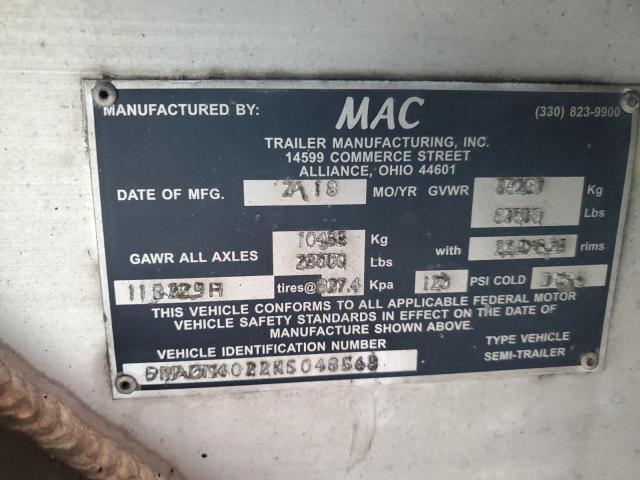 MANUFACTURED BY: MAC (330) 823-9900
TRAILER MANUFACTURING, INC.
14599 COMMERCE STREET
ALLIANCE, OHIO 44601
DATE OF MFG. MO/YR GVWR Kg
Lbs
GAWR ALL AXLES Kg with rims
Lbs
tires@ Kpa 120 PSI COLD
THIS VEHICLE CONFORMS TO ALL APPLICABLE FEDERAL MOTOR
VEHICLE SAFETY STANDARDS IN EFFECT ON THE DATE OF
MANUFACTURE SHOWN ABOVE.
VEHICLE IDENTIFICATION NUMBER TYPE VEHICLE
SEMI-TRAILER